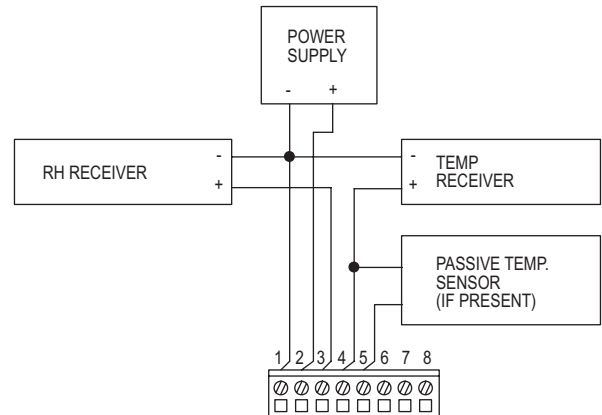 POWER
SUPPLY
- +
RH RECEIVER
-
+
-
+
TEMP
RECEIVER
PASSIVE TEMP.
SENSOR
(IF PRESENT)
1 2 3 4 5 6 7 8